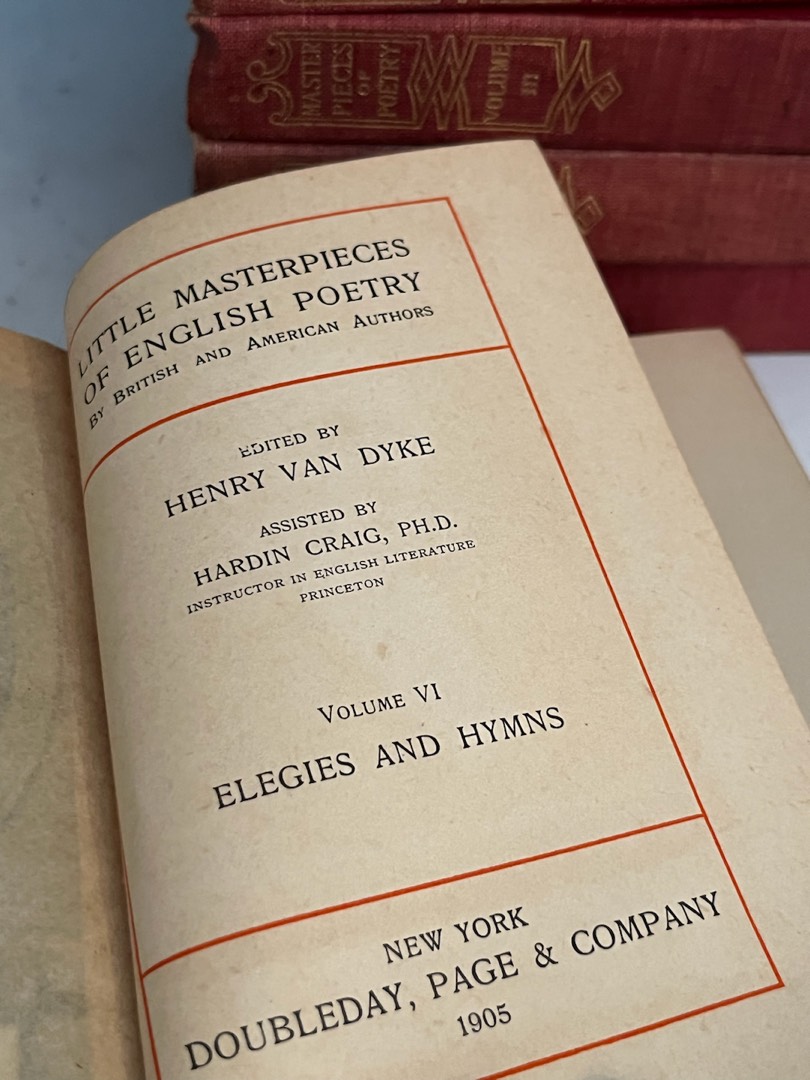 MASTER
PIECES
OF
POETRY
VOLUME
III
LITTLE MASTERPIECES
OF ENGLISH POETRY
BY BRITISH AND AMERICAN AUTHORS
EDITED BY
HENRY VAN DYKE
ASSISTED BY
HARDIN CRAIG, PH.D.
INSTRUCTOR IN ENGLISH LITERATURE
PRINCETON
VOLUME VI
ELEGIES AND HYMNS
NEW YORK
DOUBLEDAY, PAGE & COMPANY
1905